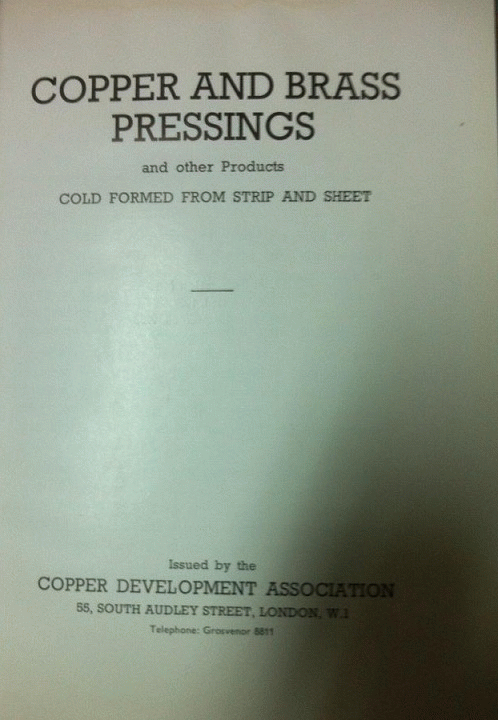 COPPER AND BRASS
PRESSINGS
and other Products
COLD FORMED FROM STRIP AND SHEET
Issued by the
COPPER DEVELOPMENT ASSOCIATION
55, SOUTH AUDLEY STREET, LONDON, W.1
Telephone: Grosvenor 8811